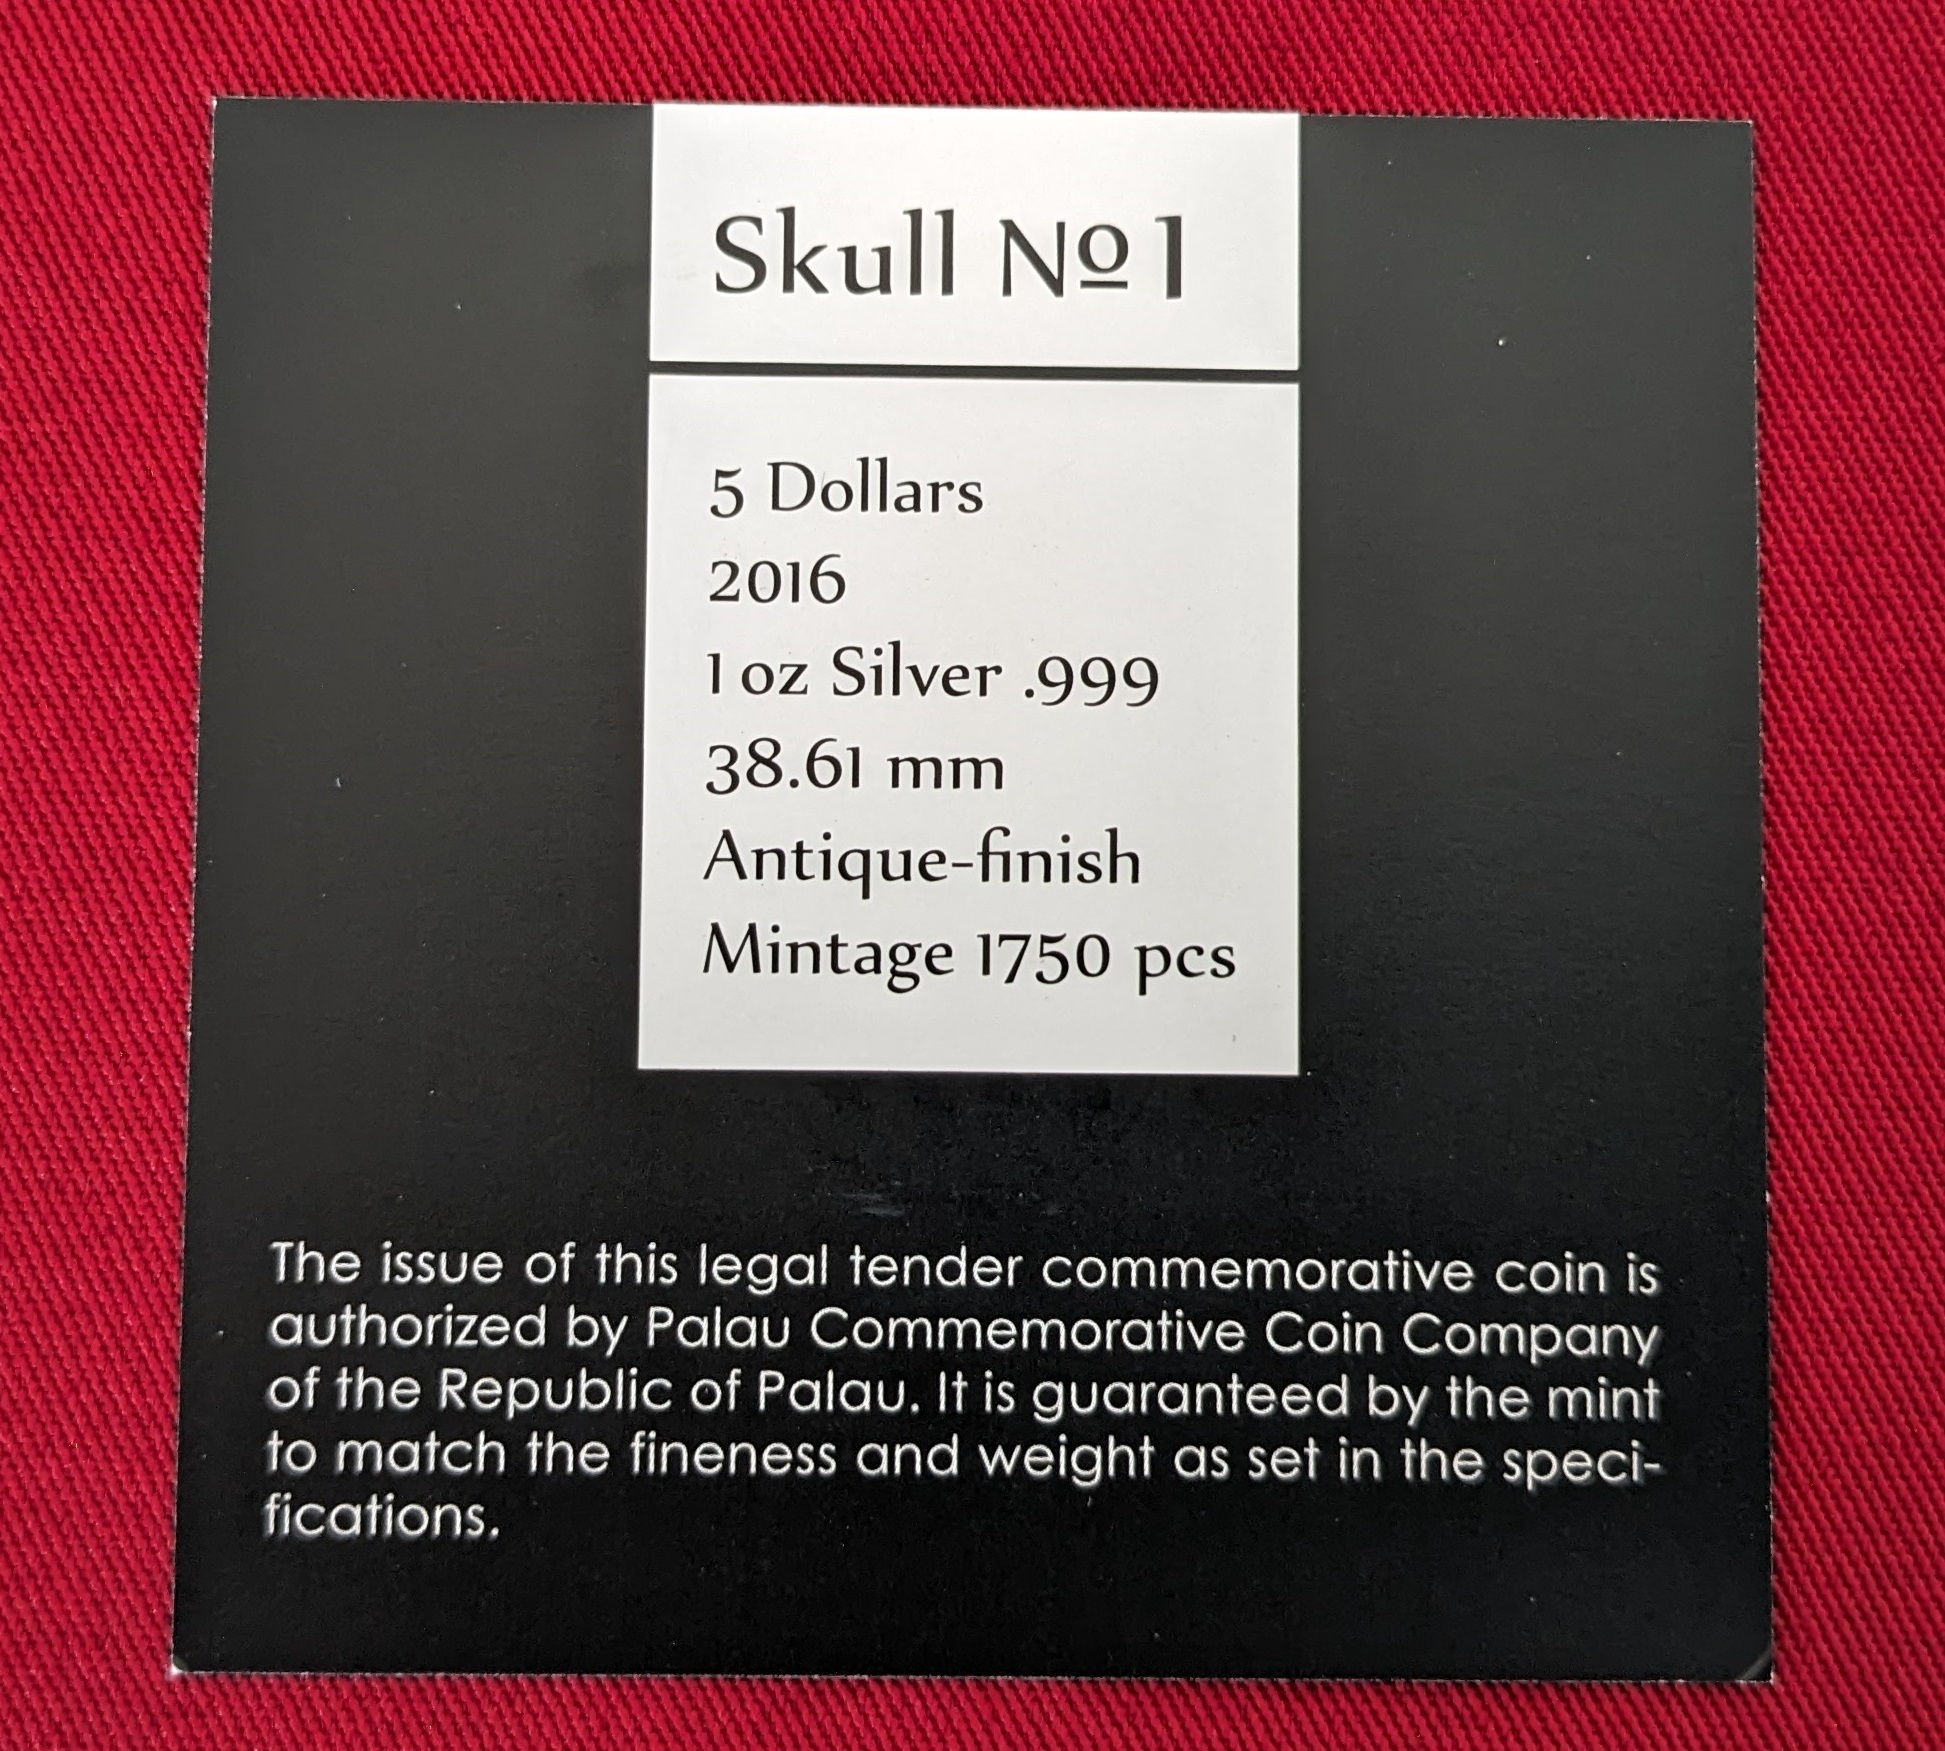 Skull Nº 1
5 Dollars
2016
1 oz Silver .999
38.61 mm
Antique-finish
Mintage 1750 pcs
The issue of this legal tender commemorative coin is
authorized by Palau Commemorative Coin Company
of the Republic of Palau. It is guaranteed by the mint
to match the fineness and weight as set in the speci-
fications.